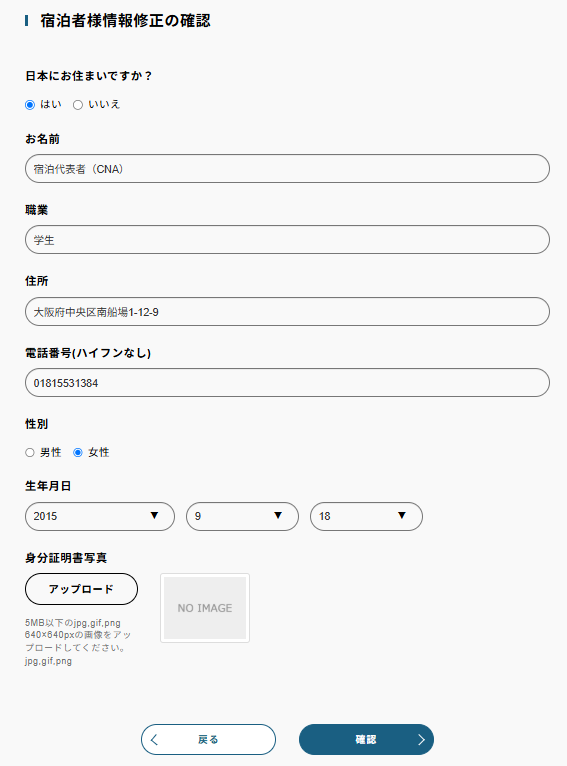 宿泊者様情報修正の確認
日本にお住まいですか？
はい いいえ
お名前
宿泊代表者（CNA）
職業
学生
住所
大阪府中央区南船場1-12-9
電話番号(ハイフンなし)
01815531384
性別
男性 女性
生年月日
2015 ▼ 9 ▼ 18 ▼
身分証明書写真
アップロード
NO IMAGE
5MB以下のjpg,gif,png
640×640pxの画像をアッ
プロードしてください。
jpg,gif,png
戻る 確認